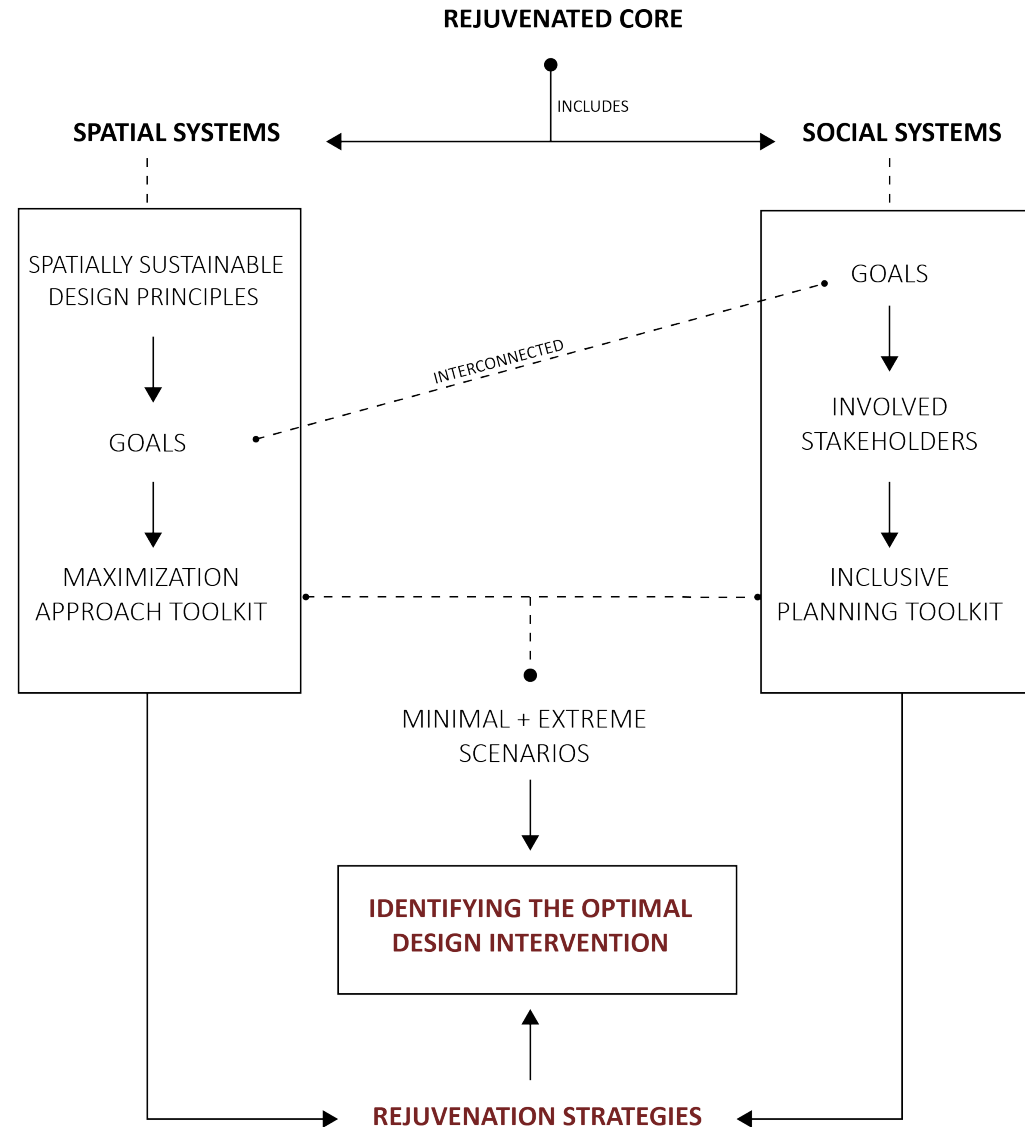 REJUVENATED CORE
INCLUDES
SPATIAL SYSTEMS
SOCIAL SYSTEMS
SPATIALLY SUSTAINABLE
DESIGN PRINCIPLES
GOALS
MAXIMIZATION
APPROACH TOOLKIT
INTERCONNECTED
GOALS
INVOLVED
STAKEHOLDERS
INCLUSIVE
PLANNING TOOLKIT
MINIMAL + EXTREME
SCENARIOS
IDENTIFYING THE OPTIMAL
DESIGN INTERVENTION
REJUVENATION STRATEGIES